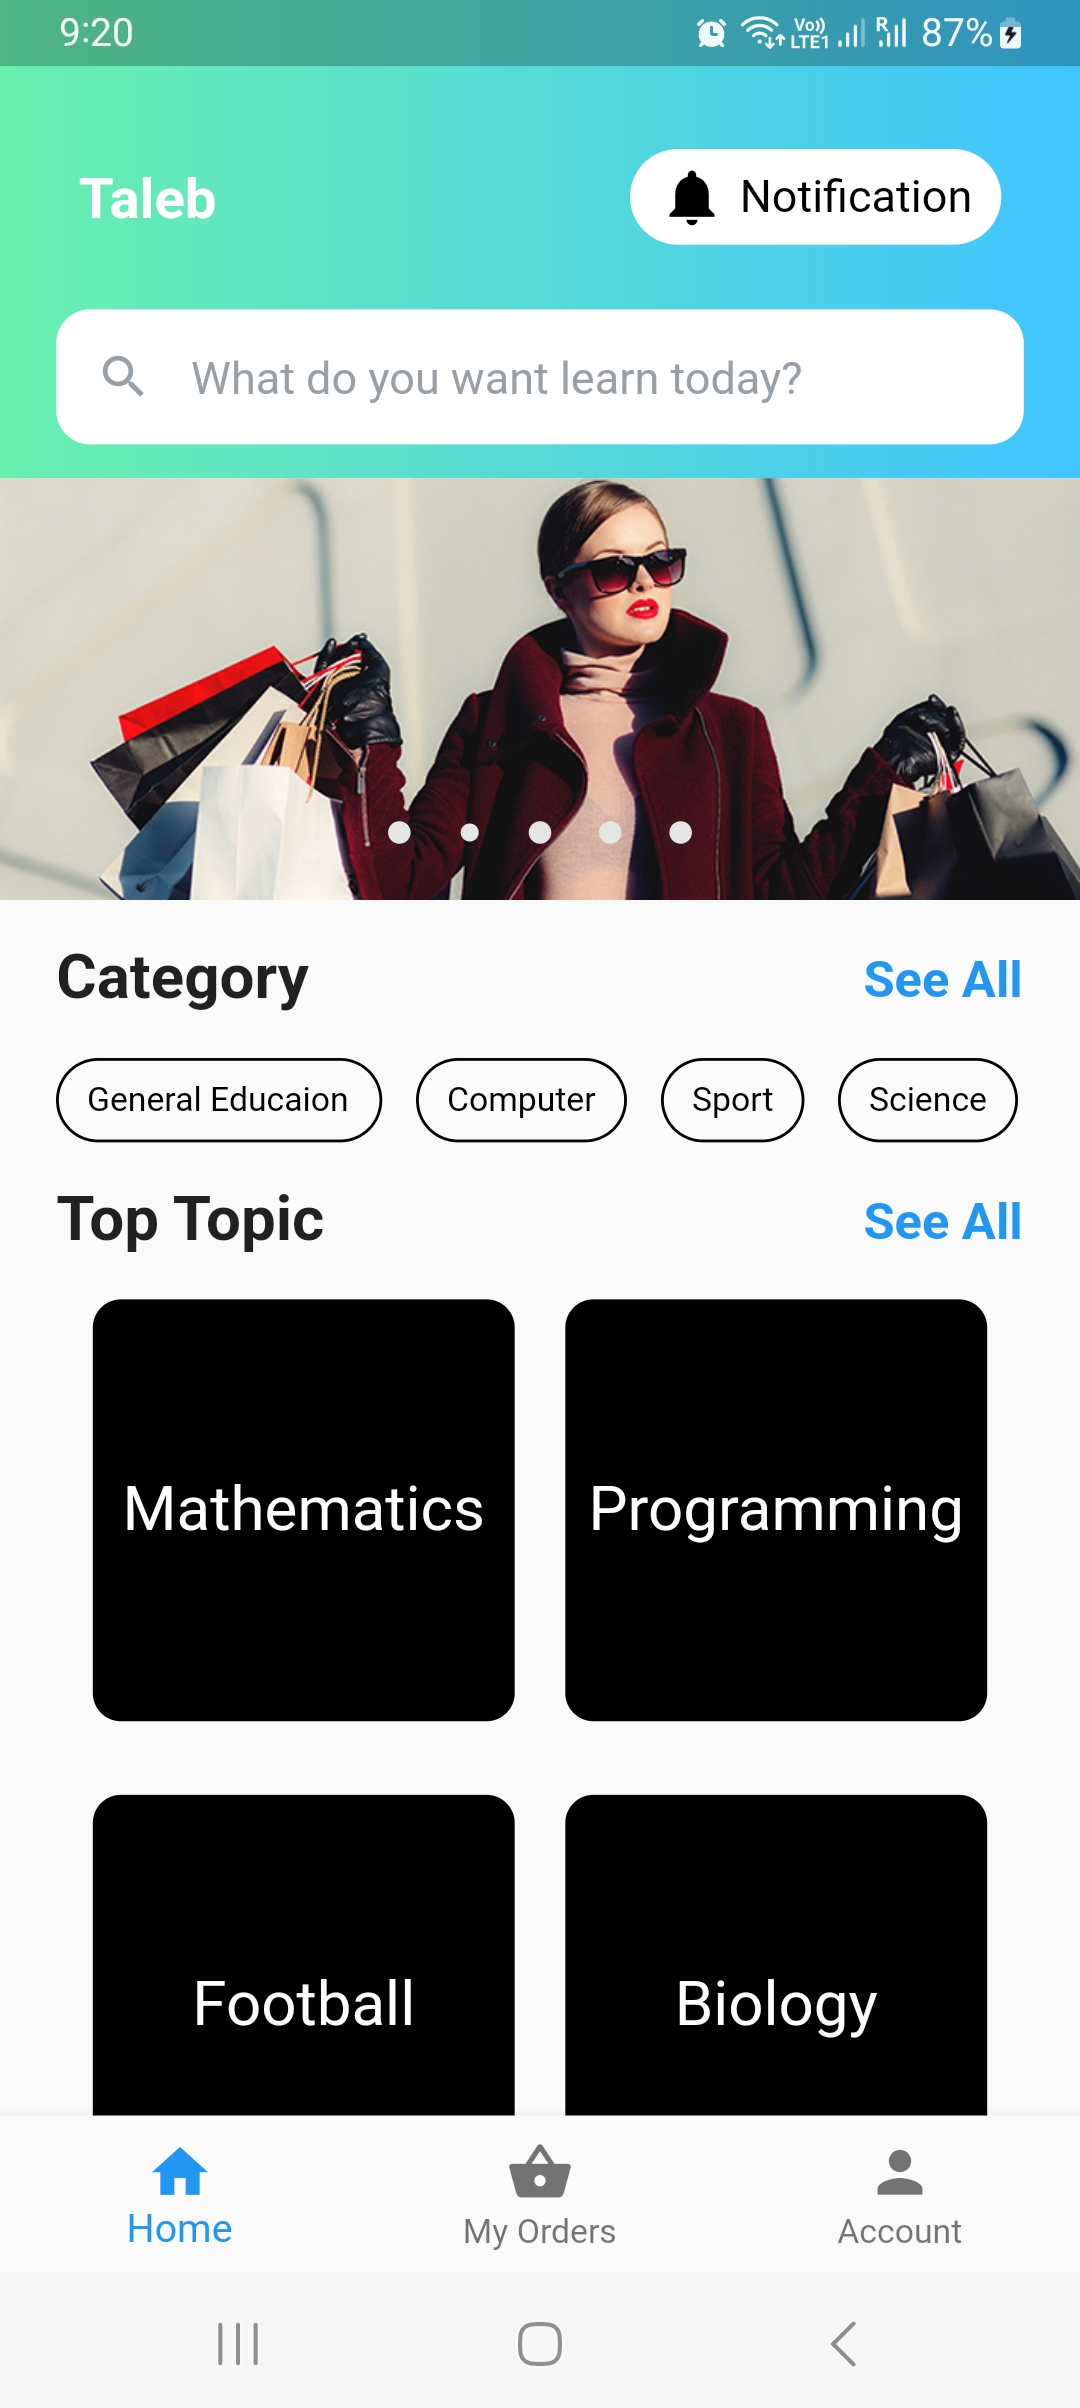 9:20 Vo)) LTE1 R 87%
Taleb Notification
What do you want learn today?
Category See All
General Educaion Computer Sport Science
Top Topic See All
Mathematics Programming
Football Biology
Home My Orders Account